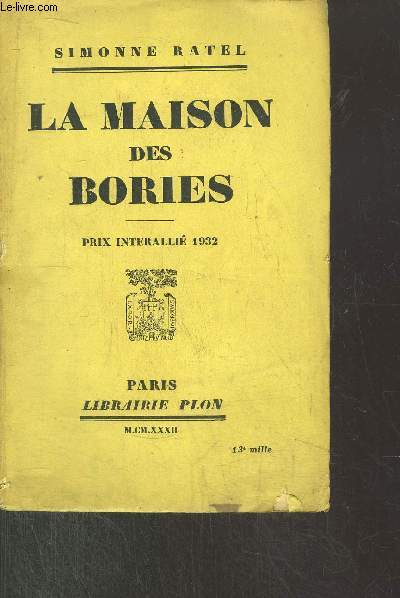 www.Le-livre.com
SIMONNE RATEL
LA MAISON
DES
BORIES
PRIX INTERALLIÉ 1932
PARIS
LIBRAIRIE PLON
M.CM.XXXII
13e mille